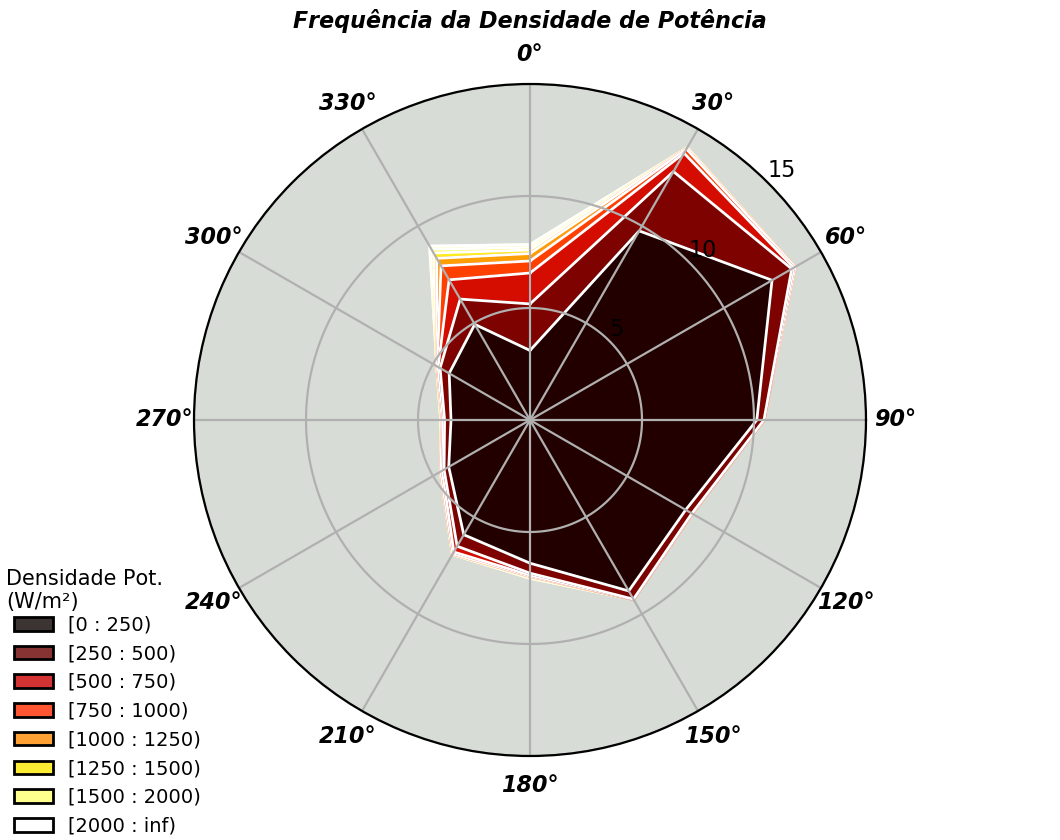 Frequência da Densidade de Potência
0°
330°
30°
15
300°
60°
10
5
270°
90°
240°
120°
210°
150°
180°
Densidade Pot.
(W/m²)
[0 : 250)
[250 : 500)
[500 : 750)
[750 : 1000)
[1000 : 1250)
[1250 : 1500)
[1500 : 2000)
[2000 : inf)